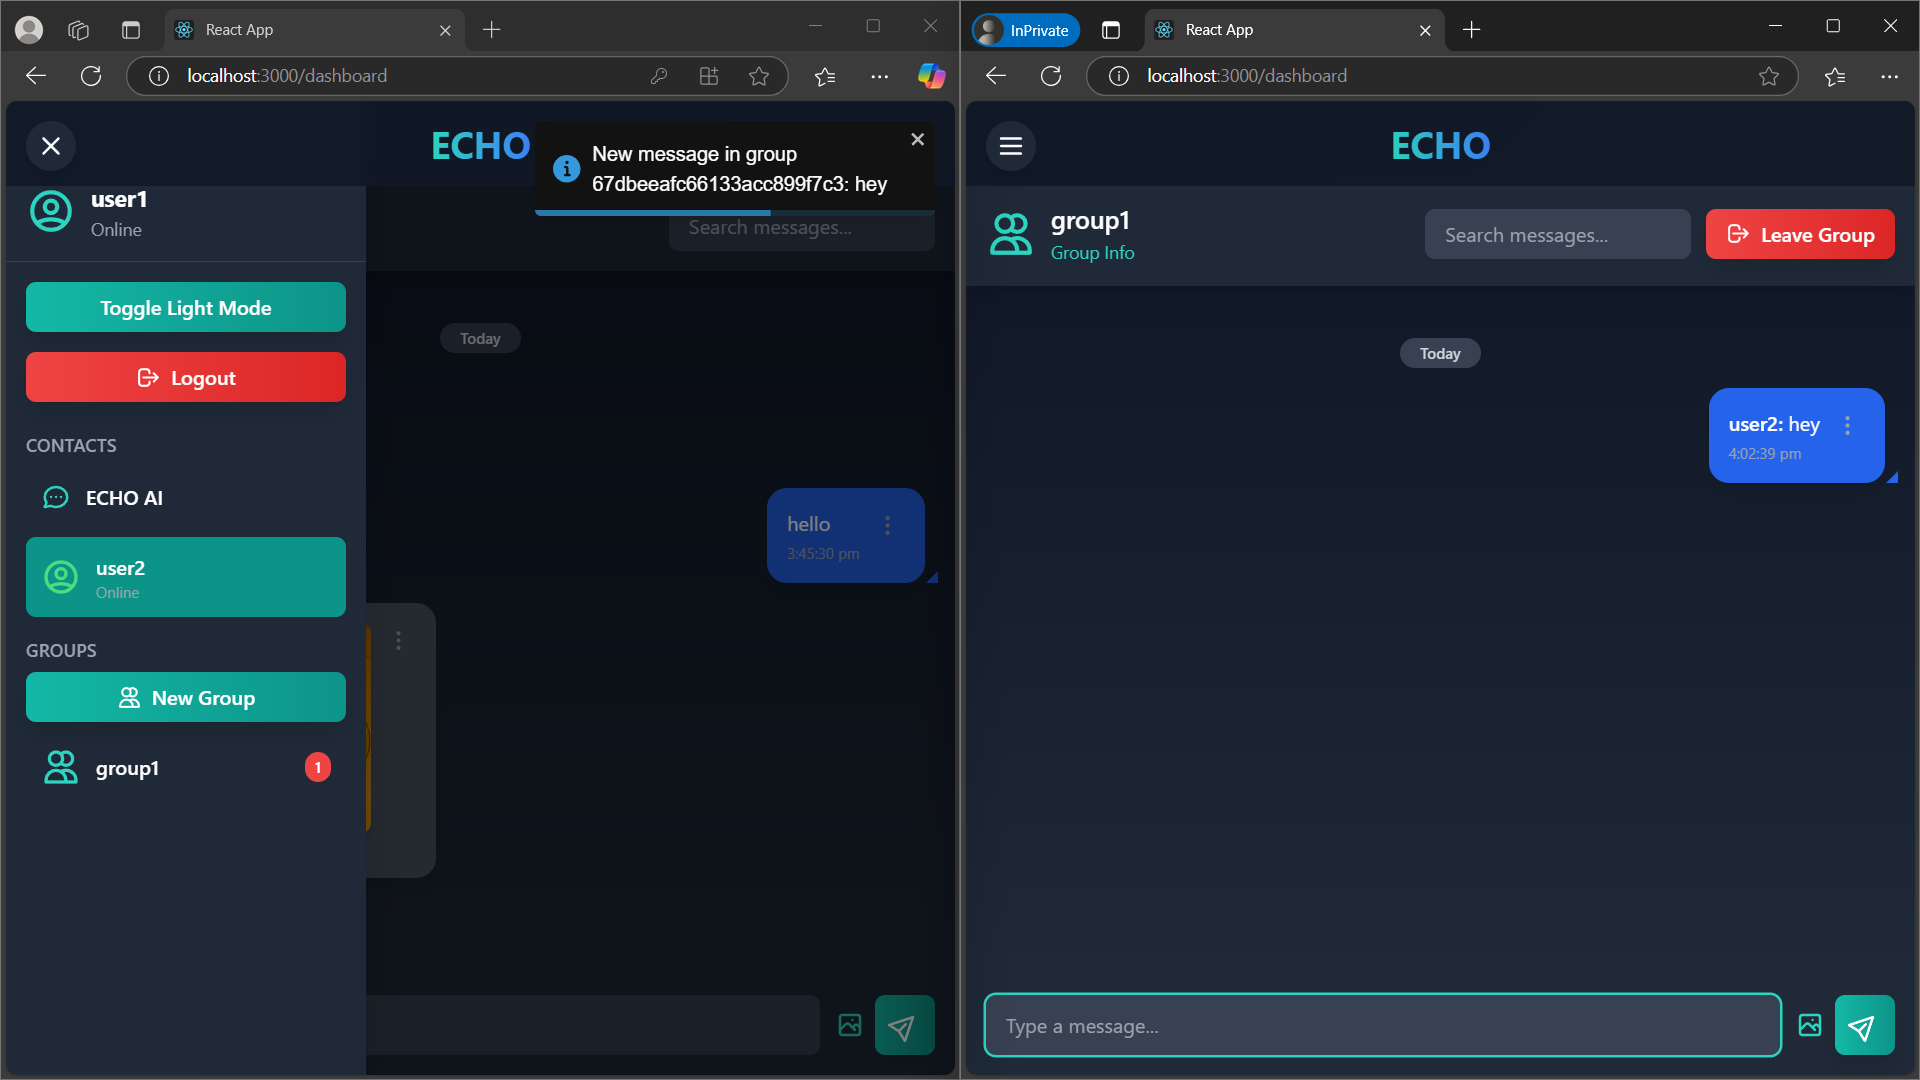 React App
localhost:3000/dashboard
ECHO
New message in group
67dbeeafc66133acc899f7c3: hey
user1
Online
Search messages...
Toggle Light Mode
Today
Logout
CONTACTS
ECHO AI
hello
3:45:30 pm
user2
Online
GROUPS
New Group
group1
1
InPrivate
React App
localhost:3000/dashboard
ECHO
group1
Group Info
Search messages...
Leave Group
Today
user2: hey
4:02:39 pm
Type a message...